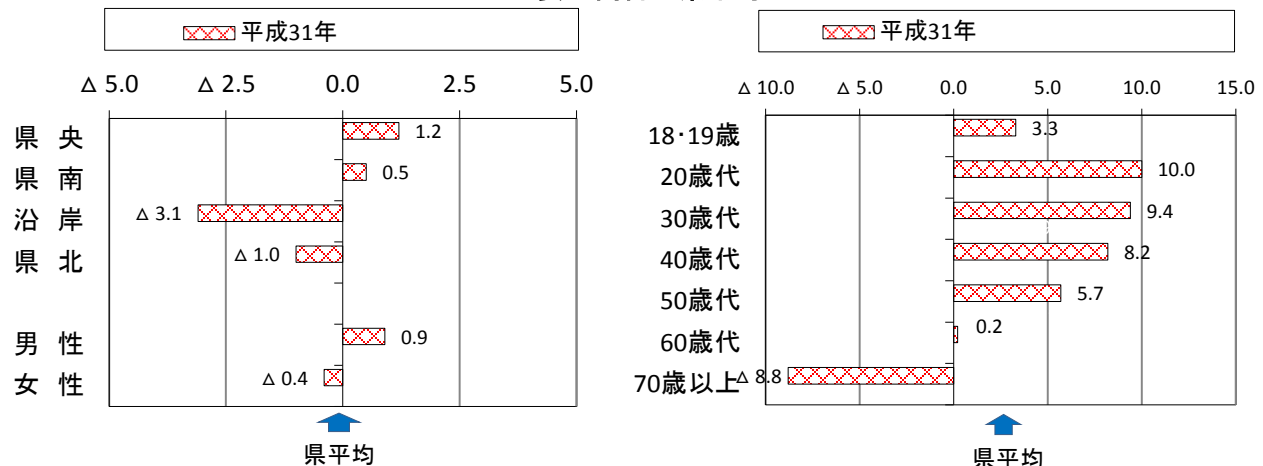 平成31年
△ 5.0 △ 2.5 0.0 2.5 5.0
県 央 1.2
県 南 0.5
沿 岸 △ 3.1
県 北 △ 1.0
男 性 0.9
女 性 △ 0.4
県平均
平成31年
△ 10.0 △ 5.0 0.0 5.0 10.0 15.0
18･19歳 3.3
20歳代 10.0
30歳代 9.4
40歳代 8.2
50歳代 5.7
60歳代 0.2
70歳以上 △ 8.8
県平均